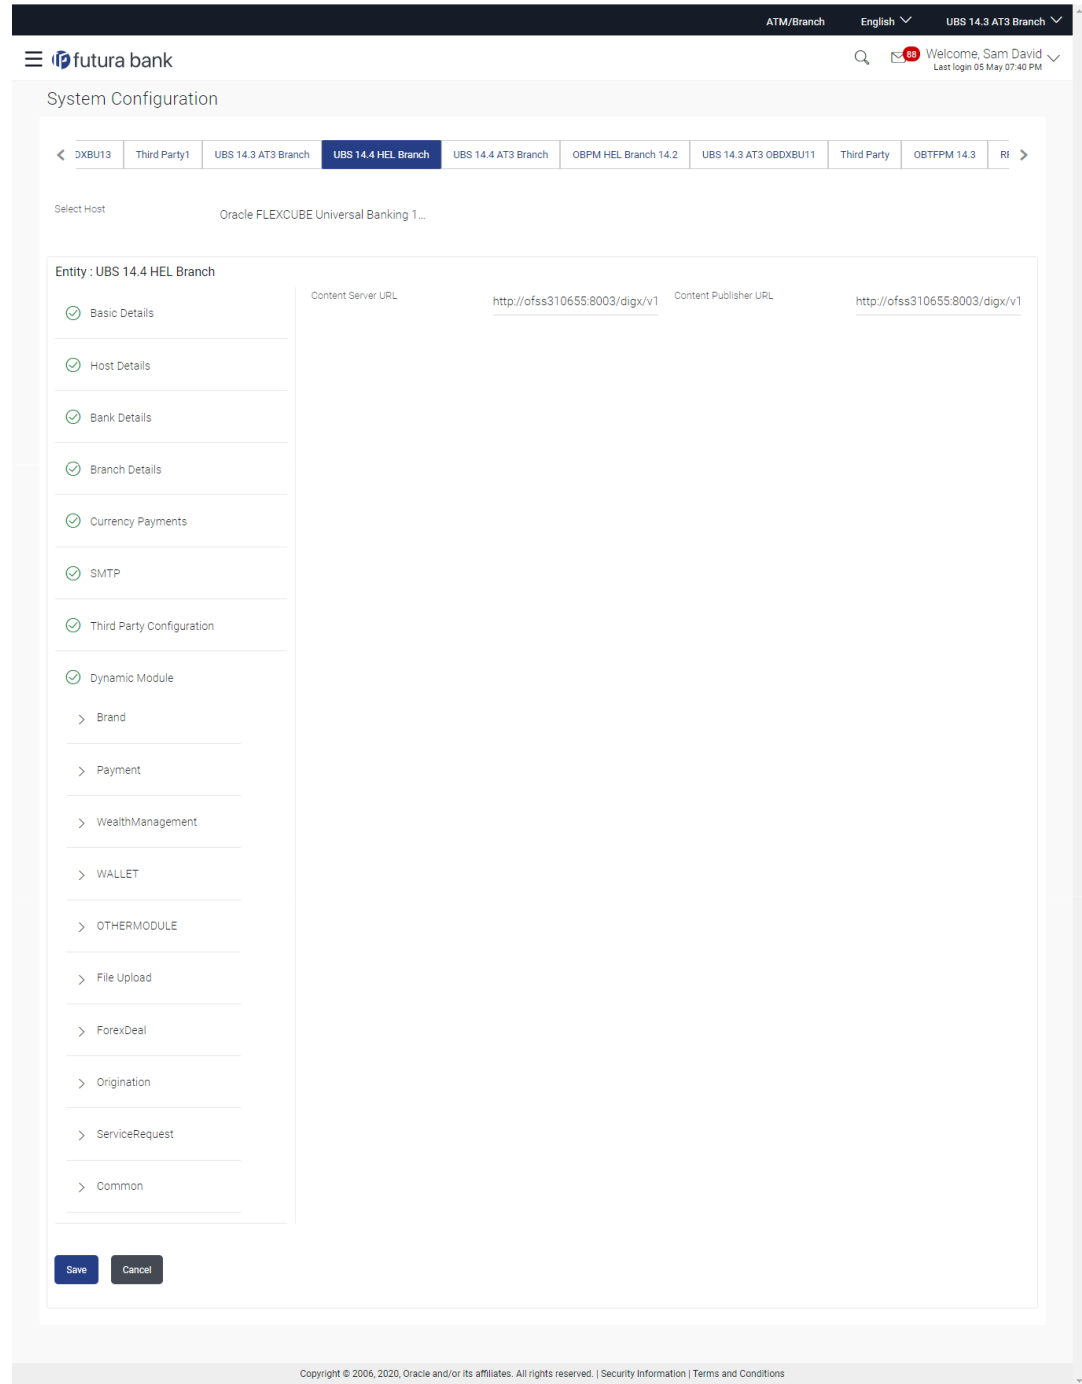 ATM/Branch English UBS 14.3 AT3 Branch
futura bank 88 Welcome, Sam David
Last login 05 May 07:40 PM
System Configuration
DXBU13 Third Party1 UBS 14.3 AT3 Branch UBS 14.4 HEL Branch UBS 14.4 AT3 Branch OBPM HEL Branch 14.2 UBS 14.3 AT3 OBDXBU11 Third Party OBTFPM 14.3
Select Host Oracle FLEXCUBE Universal Banking 1...
Entity : UBS 14.4 HEL Branch
Content Server URL http://ofss310655:8003/digx/v1 Content Publisher URL http://ofss310655:8003/digx/v1
Basic Details
Host Details
Bank Details
Branch Details
Currency Payments
SMTP
Third Party Configuration
Dynamic Module
Brand
Payment
WealthManagement
WALLET
OTHERMODULE
File Upload
ForexDeal
Origination
ServiceRequest
Common
Save Cancel
Copyright © 2006, 2020, Oracle and/or its affiliates. All rights reserved. | Security Information | Terms and Conditions